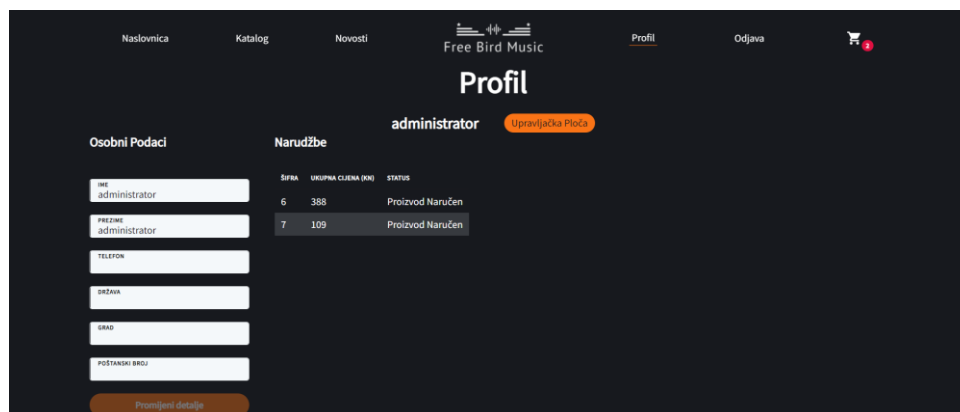 Naslovnica Katalog Novosti Free Bird Music Profil Odjava 3
Profil
administrator Upravljačka Ploča
Osobni Podaci
IME
administrator
PREZIME
administrator
TELEFON
DRŽAVA
GRAD
POŠTANSKI BROJ
Promijeni detalje
Narudžbe
ŠIFRA UKUPNA CIJENA (KN) STATUS
6 388 Proizvod Naručen
7 109 Proizvod Naručen